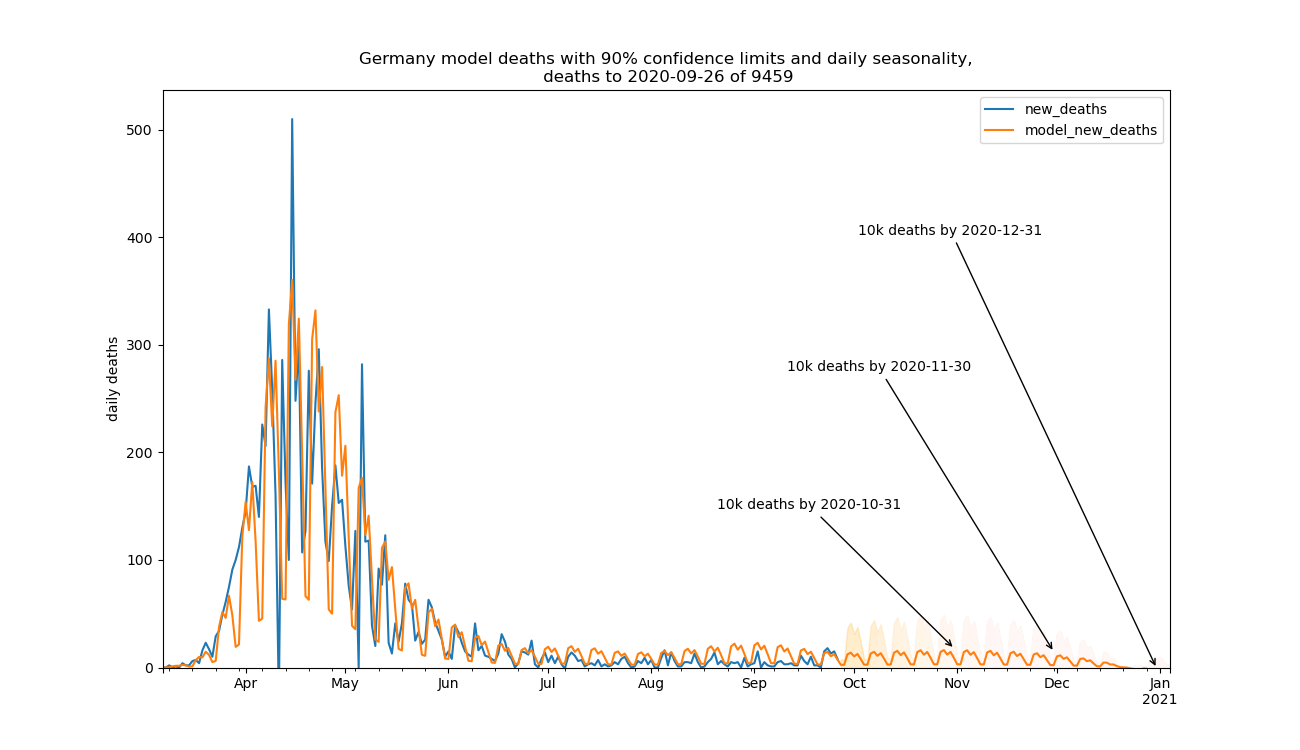 Germany model deaths with 90% confidence limits and daily seasonality,
deaths to 2020-09-26 of 9459
new_deaths
model_new_deaths
500
400
300
200
100
0
daily deaths
10k deaths by 2020-12-31
10k deaths by 2020-11-30
10k deaths by 2020-10-31
Apr May Jun Jul Aug Sep Oct Nov Dec Jan
2021